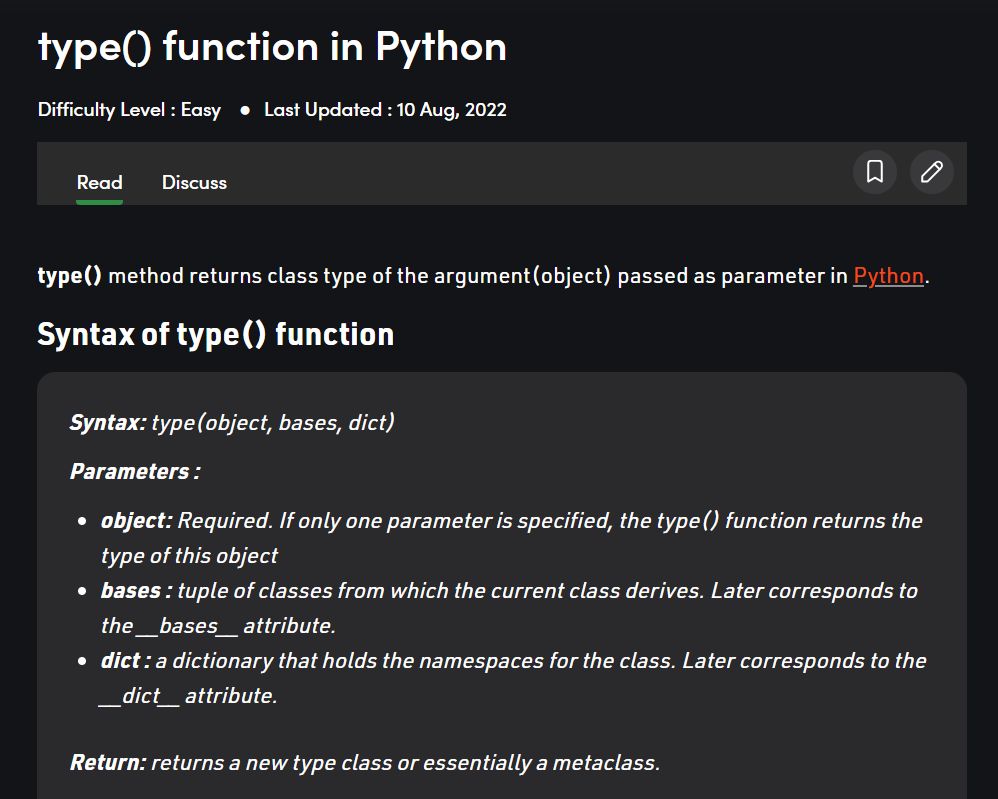 type() function in Python
Difficulty Level : Easy ● Last Updated : 10 Aug, 2022
Read Discuss
type() method returns class type of the argument(object) passed as parameter in Python.
Syntax of type() function
Syntax: type(object, bases, dict)
Parameters :
• object: Required. If only one parameter is specified, the type() function returns the
type of this object
• bases : tuple of classes from which the current class derives. Later corresponds to
the __bases__ attribute.
• dict : a dictionary that holds the namespaces for the class. Later corresponds to the
__dict__ attribute.
Return: returns a new type class or essentially a metaclass.